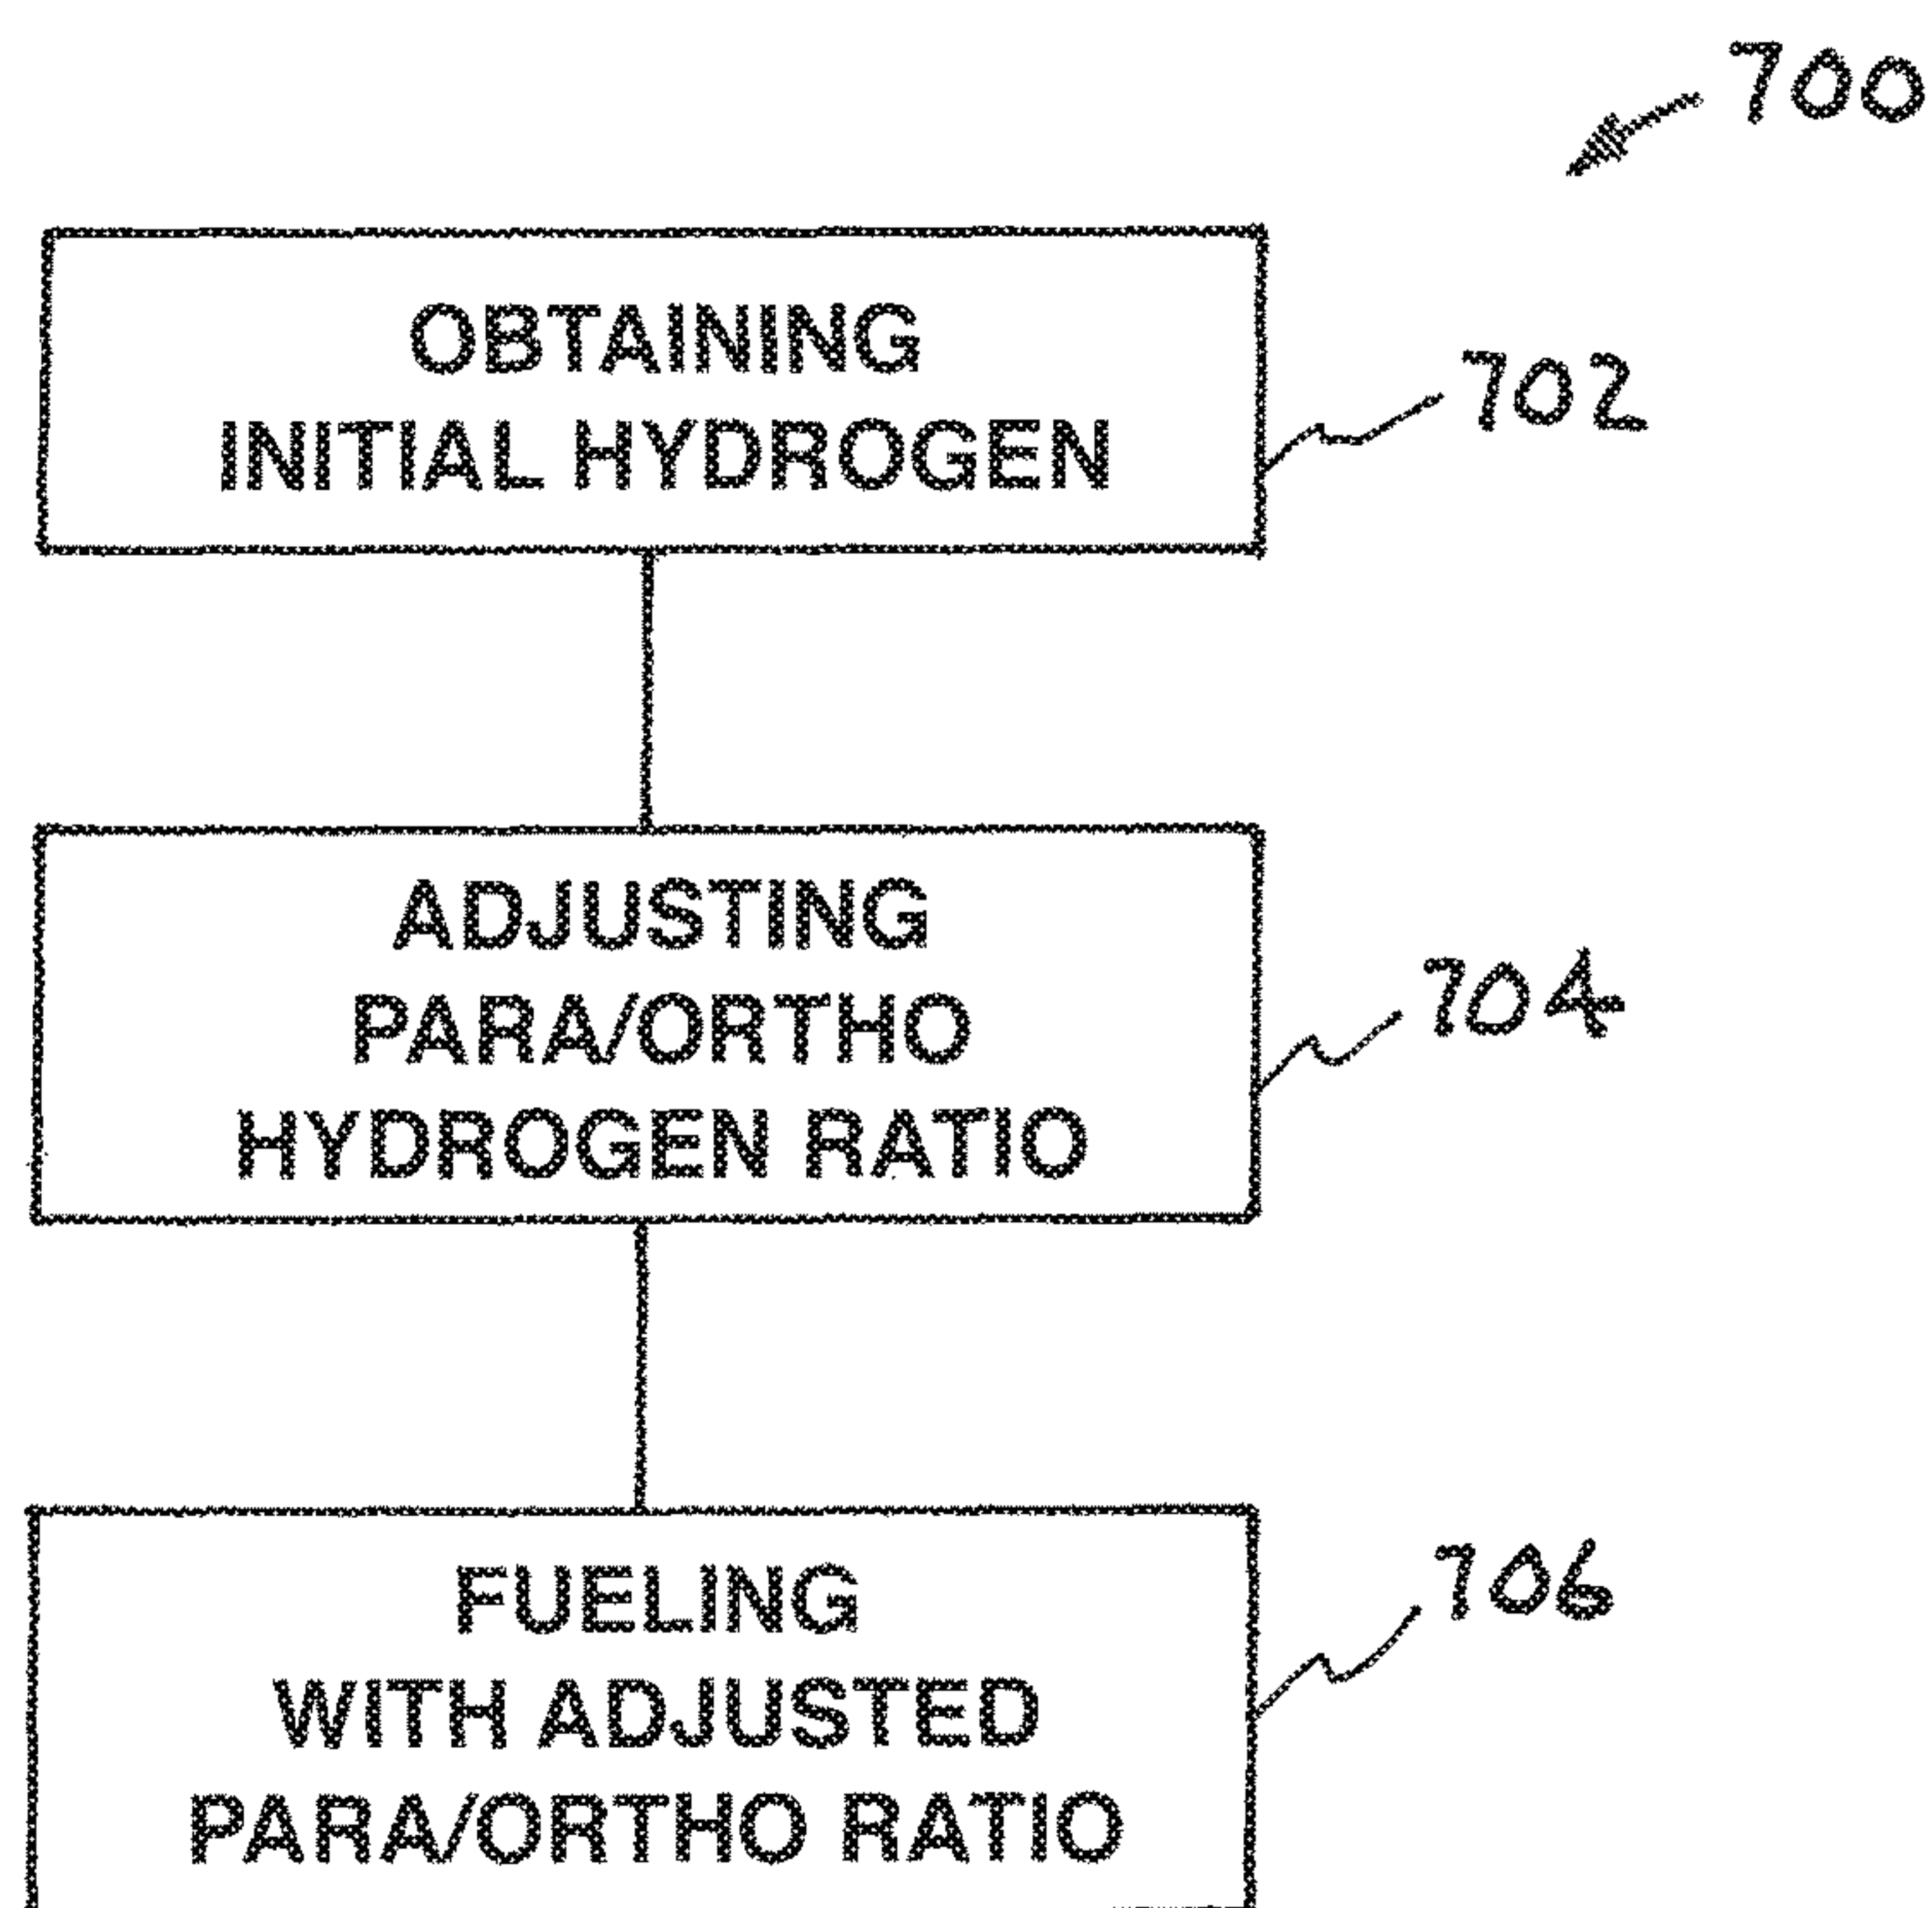 700
OBTAINING
INITIAL HYDROGEN
702
ADJUSTING
PARA/ORTHO
HYDROGEN RATIO
704
FUELING
WITH ADJUSTED
PARA/ORTHO RATIO
706